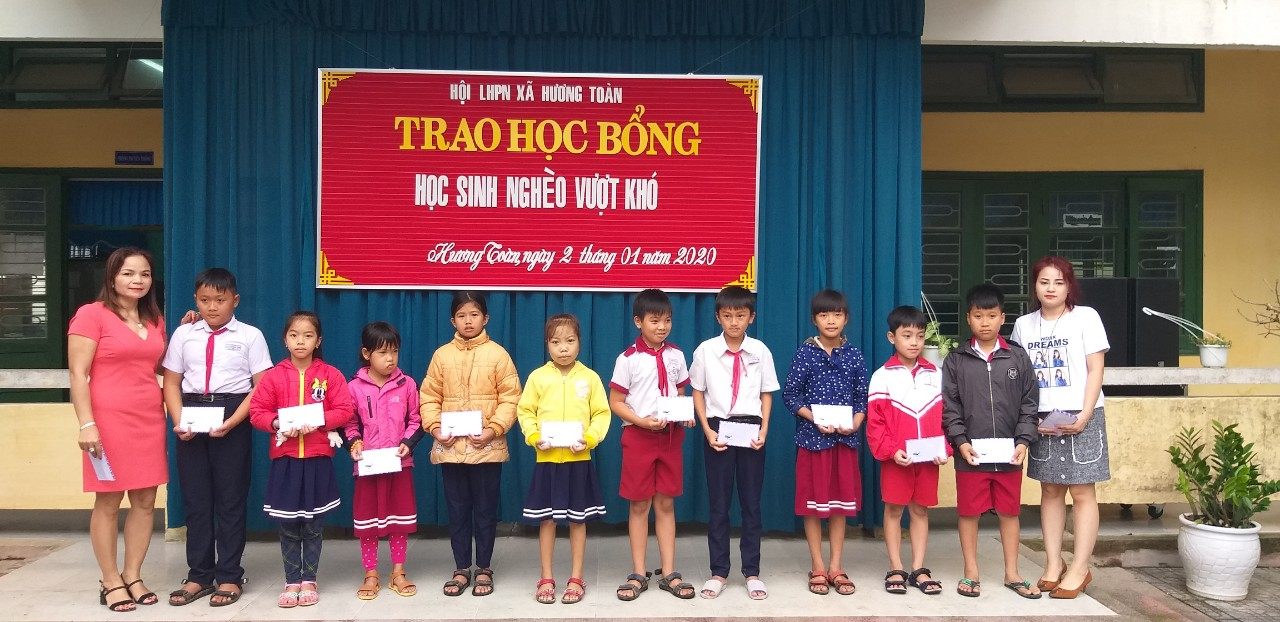 HỘI LHPN XÃ HƯƠNG TOÀN
TRAO HỌC BỔNG
HỌC SINH NGHÈO VƯỢT KHÓ
Hương Toàn, ngày 2 tháng 01 năm 2020
DREAMS